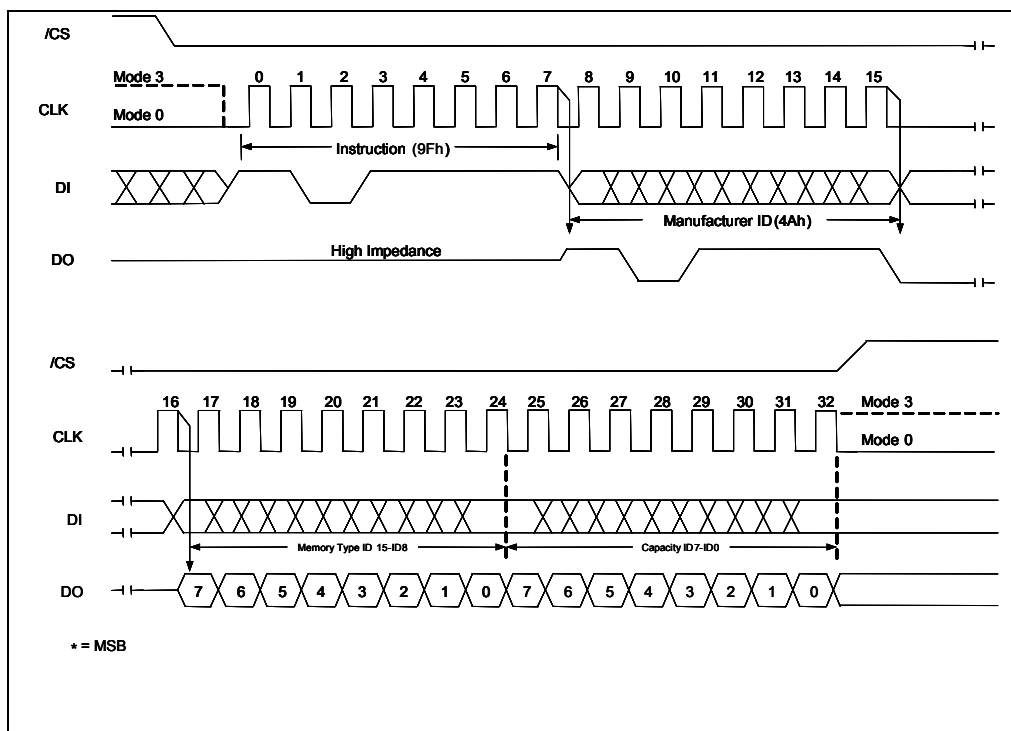 /CS
Mode 3
0 1 2 3 4 5 6 7 8 9 10 11 12 13 14 15
CLK
Mode 0
Instruction (9Fh)
DI
Manufacturer ID (4Ah)
High Impedance
DO
/CS
16 17 18 19 20 21 22 23 24 25 26 27 28 29 30 31 32
Mode 3
CLK
Mode 0
DI
Memory Type ID 15-ID8
Capacity ID7-ID0
DO
7 6 5 4 3 2 1 0 7 6 5 4 3 2 1 0
* = MSB